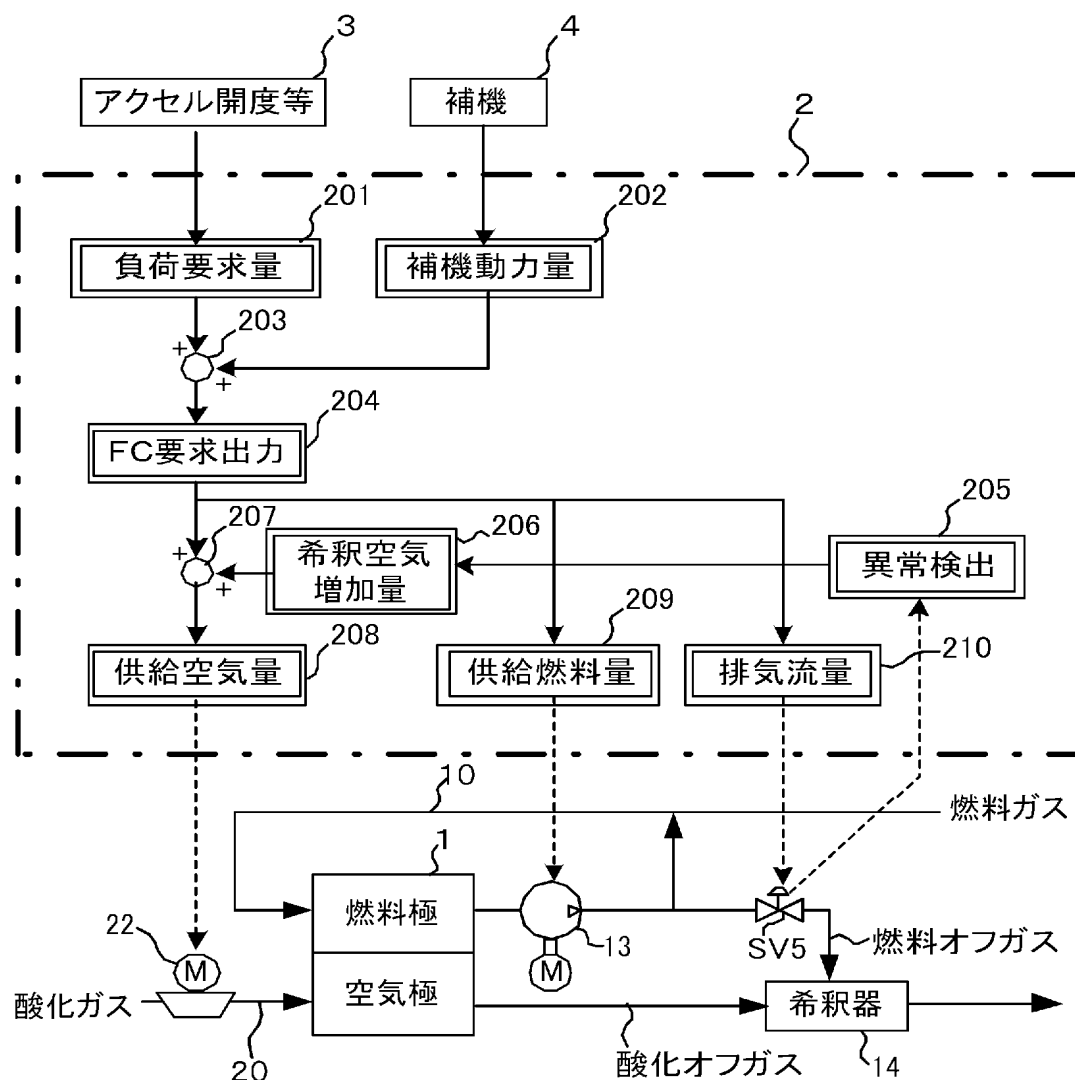 3
4
アクセル開度等
補機
2
201
202
負荷要求量
補機動力量
+
203
+
204
FC要求出力
205
207
206
+
希釈空気
増加量
異常検出
+
209
208
210
供給空気量
供給燃料量
排気流量
10
燃料ガス
1
燃料極
22
M
13
SV5
燃料オフガス
M
空気極
酸化ガス
希釈器
20
酸化オフガス
14